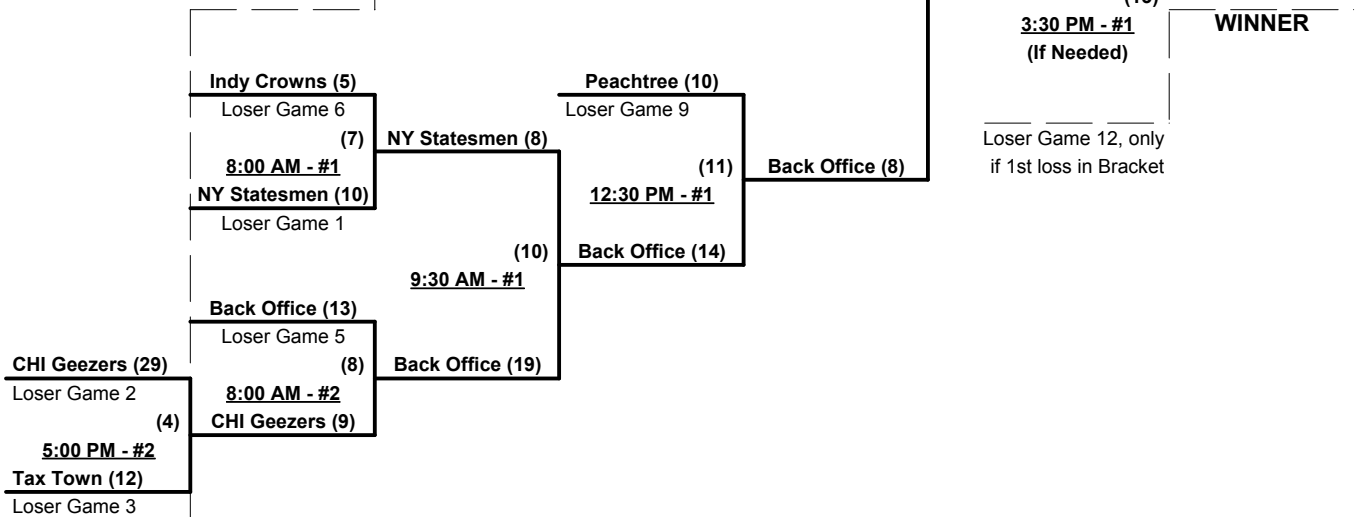 3:30 PM - #1
WINNER
(If Needed)
Indy Crowns (5)
Peachtree (10)
Loser Game 6
Loser Game 9
(7)
NY Statesmen (8)
Loser Game 12, only
if 1st loss in Bracket
8:00 AM - #1
(11)
Back Office (8)
NY Statesmen (10)
12:30 PM - #1
Loser Game 1
(10)
Back Office (14)
9:30 AM - #1
Back Office (13)
Loser Game 5
CHI Geezers (29)
(8)
Back Office (19)
Loser Game 2
8:00 AM - #2
(4)
CHI Geezers (9)
5:00 PM - #2
Tax Town (12)
Loser Game 3